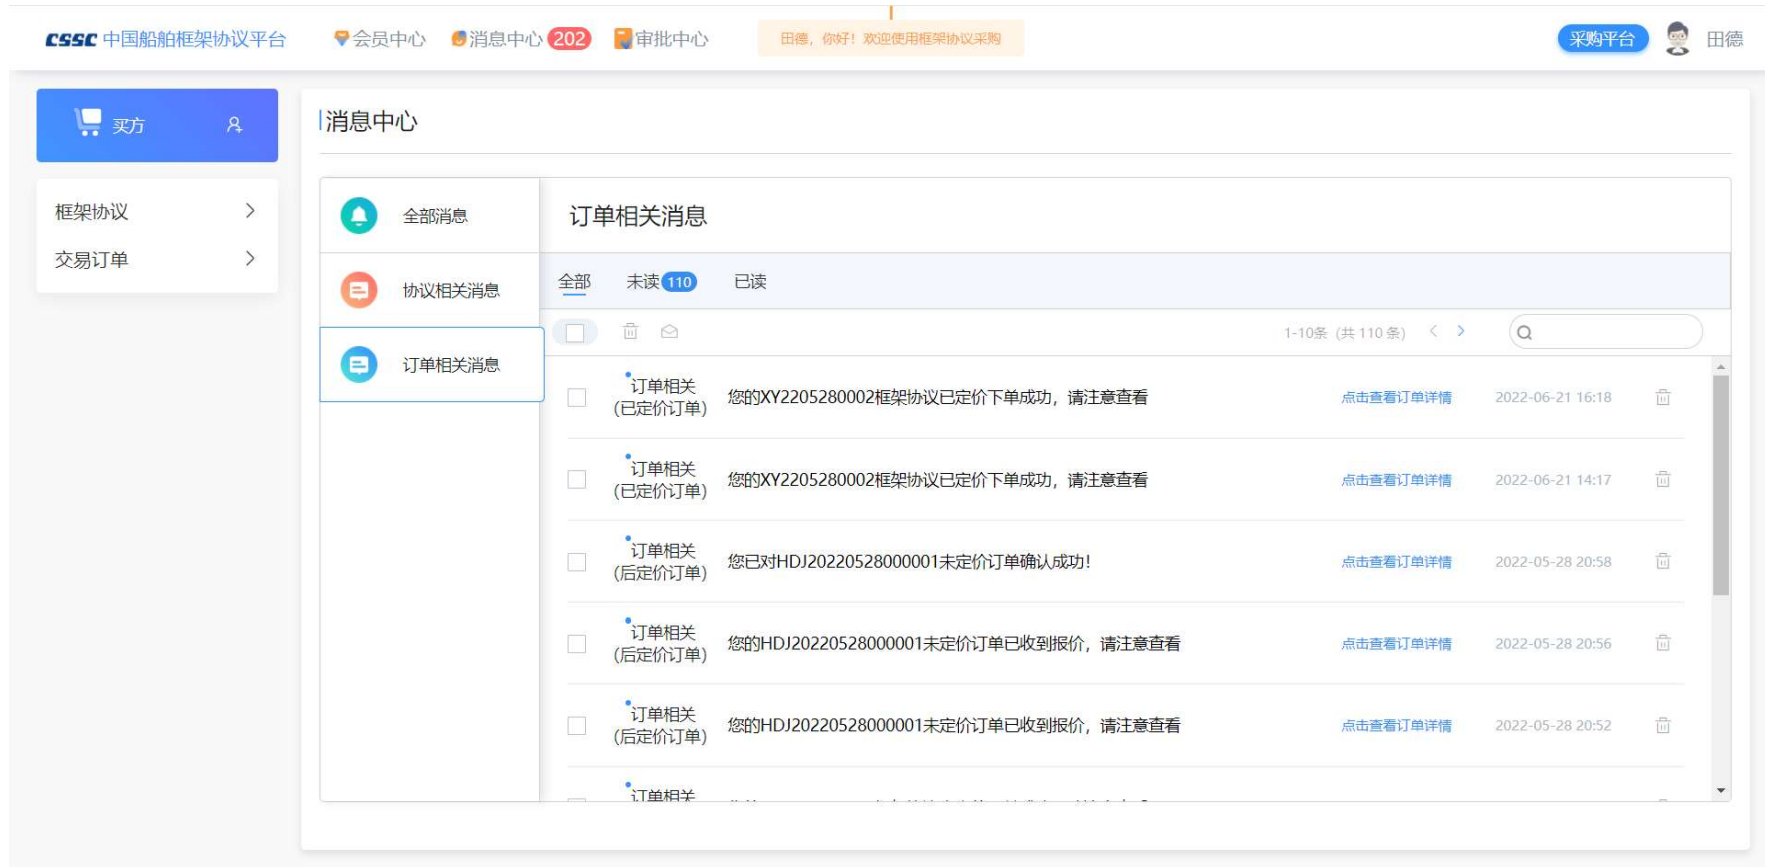 CSSC 中国船舶框架协议平台
会员中心
消息中心 202
审批中心
田德，你好！欢迎使用框架协议采购
采购平台
田德
买方
框架协议
交易订单
消息中心
全部消息
协议相关消息
订单相关消息
订单相关消息
全部 未读 110 已读
1-10条 (共 110 条)
订单相关
(已定价订单)
您的XY2205280002框架协议已定价下单成功，请注意查看
点击查看订单详情
2022-06-21 16:18
订单相关
(已定价订单)
您的XY2205280002框架协议已定价下单成功，请注意查看
点击查看订单详情
2022-06-21 14:17
订单相关
(后定价订单)
您已对HDJ20220528000001未定价订单确认成功！
点击查看订单详情
2022-05-28 20:58
订单相关
(后定价订单)
您的HDJ20220528000001未定价订单已收到报价，请注意查看
点击查看订单详情
2022-05-28 20:56
订单相关
(后定价订单)
您的HDJ20220528000001未定价订单已收到报价，请注意查看
点击查看订单详情
2022-05-28 20:52
订单相关